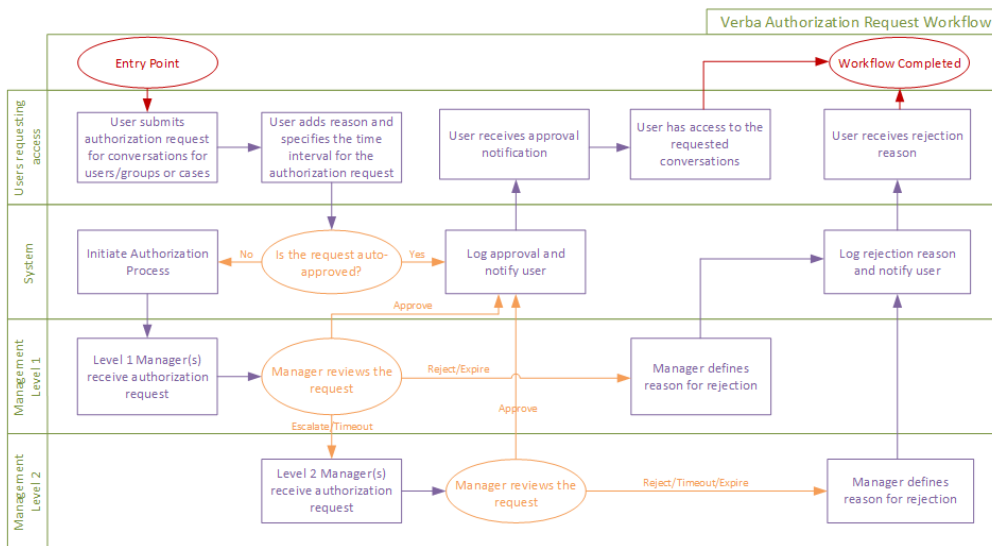 Verba Authorization Request Workflow
Entry Point
Workflow Completed
Users requesting
access
User submits
authorization request
for conversations for
users/groups or cases
User adds reason and
specifies the time
interval for the
authorization request
User receives approval
notification
User has access to the
requested
conversations
User receives rejection
reason
System
Initiate Authorization
Process
No
Is the request auto-
approved?
Yes
Log approval and
notify user
Log rejection reason
and notify user
Approve
Management
Level 1
Level 1 Manager(s)
receive authorization
request
Manager reviews the
request
Reject/Expire
Manager defines
reason for rejection
Approve
Escalate/Timeout
Management
Level 2
Level 2 Manager(s)
receive authorization
request
Manager reviews the
request
Reject/Timeout/Expire
Manager defines
reason for rejection